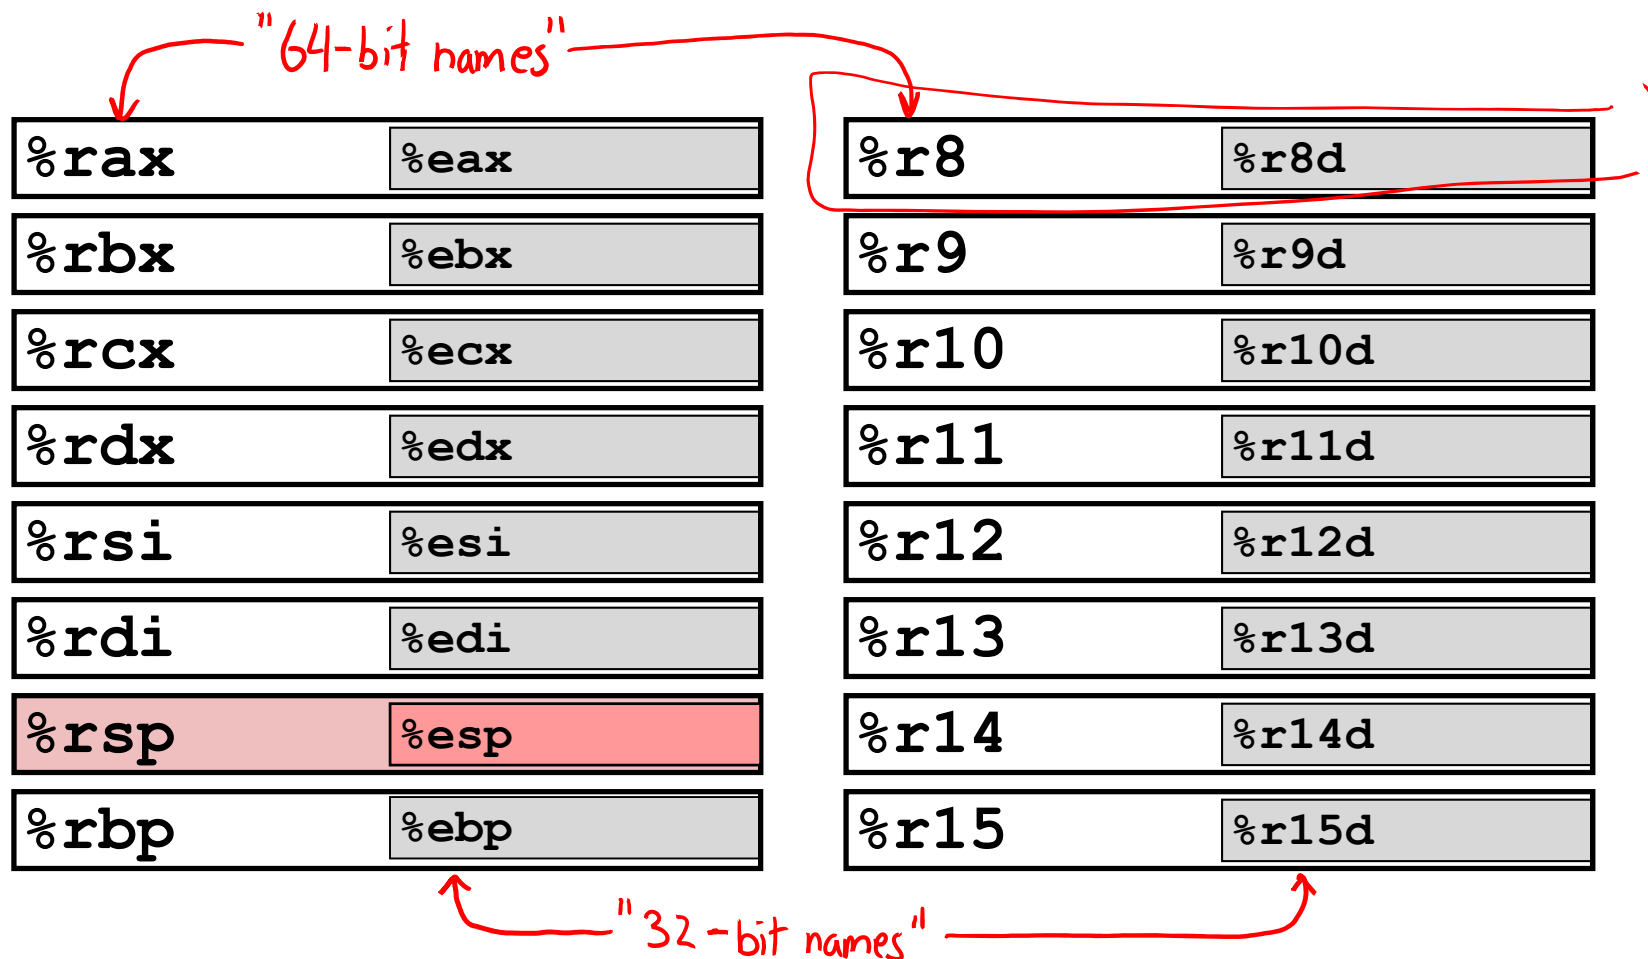 "64-bit names"
%rax %eax %r8 %r8d
%rbx %ebx %r9 %r9d
%rcx %ecx %r10 %r10d
%rdx %edx %r11 %r11d
%rsi %esi %r12 %r12d
%rdi %edi %r13 %r13d
%rsp %esp %r14 %r14d
%rbp %ebp %r15 %r15d
"32-bit names"